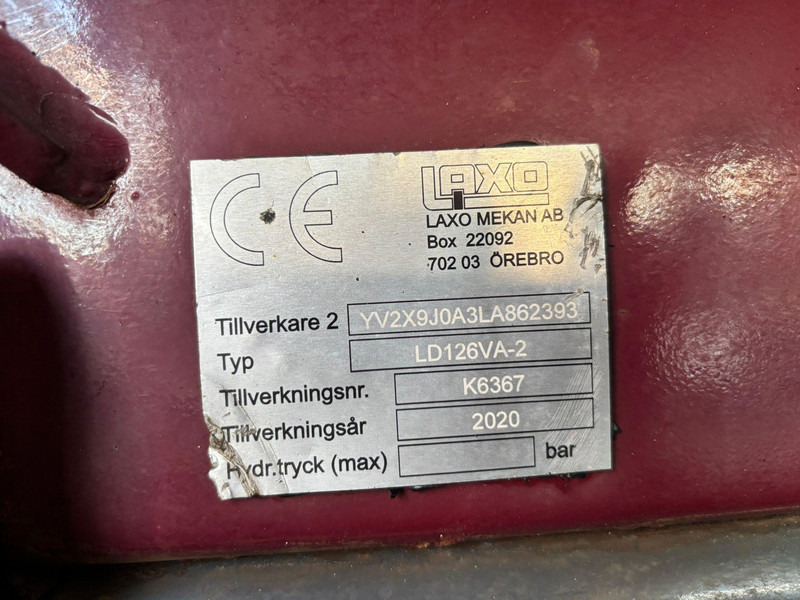 CE
LAXO
LAXO MEKAN AB
Box 22092
702 03 ÖREBRO
Tillverkare 2 YV2X9J0A3LA862393
Typ LD126VA-2
Tillverkningsnr. K6367
Tillverkningsår 2020
Hydr.tryck (max) bar